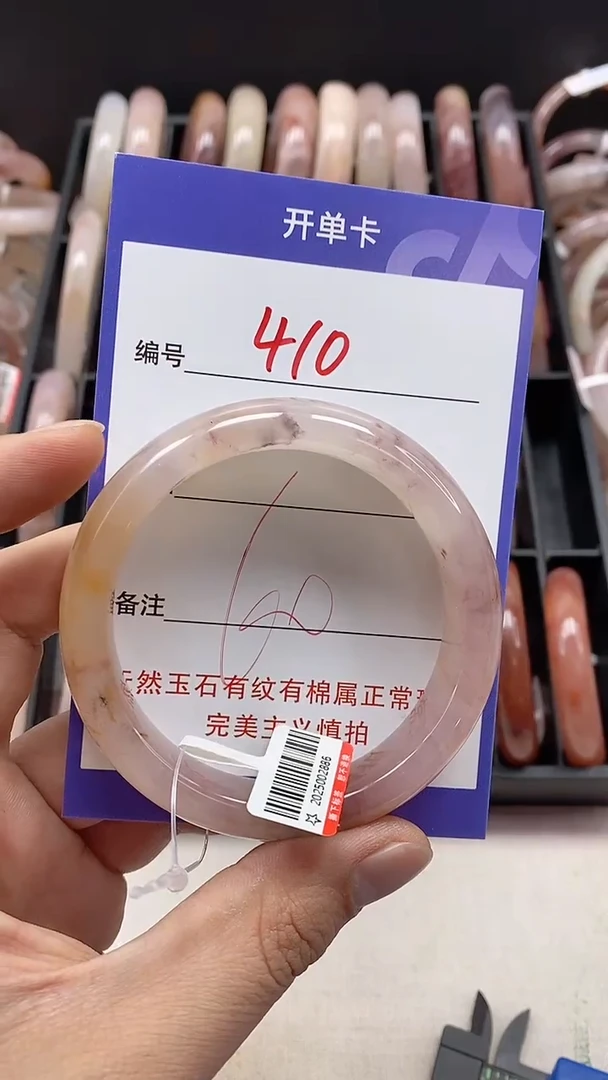 开单卡
编号 410
60
备注
然玉石有纹有棉属正常
完美主义慎拍
2025002886